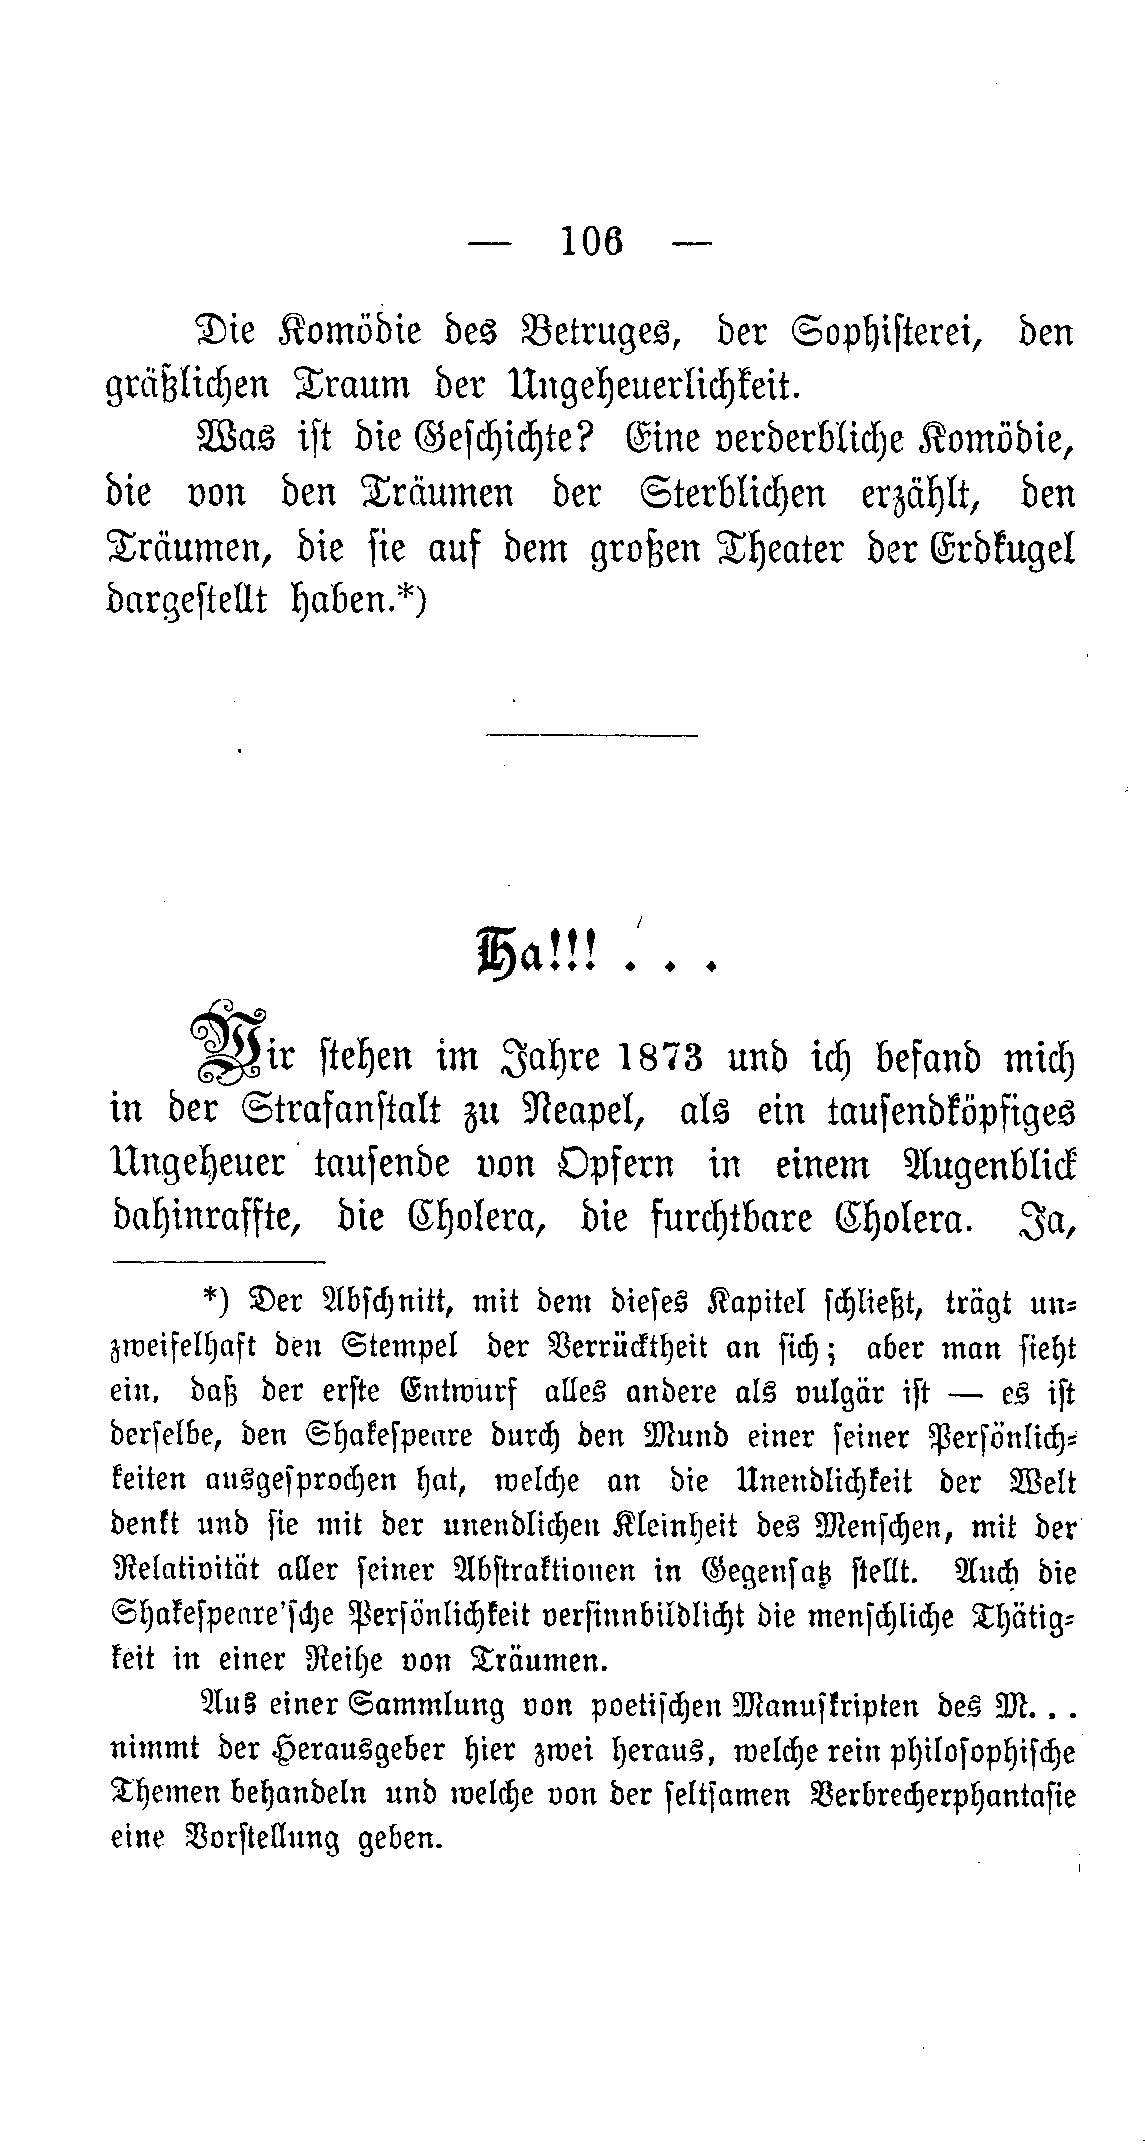 — 106 —
Die Komödie des Betruges, der Sophisterei, den
gräßlichen Traum der Ungeheuerlichkeit.
Was ist die Geschichte? Eine verderbliche Komödie,
die von den Träumen der Sterblichen erzählt, den
Träumen, die sie auf dem großen Theater der Erdkugel
dargestellt haben.*)
Ha!!! . . .
Wir stehen im Jahre 1873 und ich befand mich
in der Strafanstalt zu Neapel, als ein tausendköpfiges
Ungeheuer tausende von Opfern in einem Augenblick
dahinraffte, die Cholera, die furchtbare Cholera. Ja,
*) Der Abschnitt, mit dem dieses Kapitel schließt, trägt un-
zweifelhaft den Stempel der Verrücktheit an sich; aber man sieht
ein, daß der erste Entwurf alles andere als vulgär ist — es ist
derselbe, den Shakespeare durch den Mund einer seiner Persönlich-
keiten ausgesprochen hat, welche an die Unendlichkeit der Welt
denkt und sie mit der unendlichen Kleinheit des Menschen, mit der
Relativität aller seiner Abstraktionen in Gegensatz stellt. Auch die
Shakespeare'sche Persönlichkeit versinnbildlicht die menschliche Thätig-
keit in einer Reihe von Träumen.
Aus einer Sammlung von poetischen Manuskripten des M. . .
nimmt der Herausgeber hier zwei heraus, welche rein philosophische
Themen behandeln und welche von der seltsamen Verbrecherphantasie
eine Vorstellung geben.